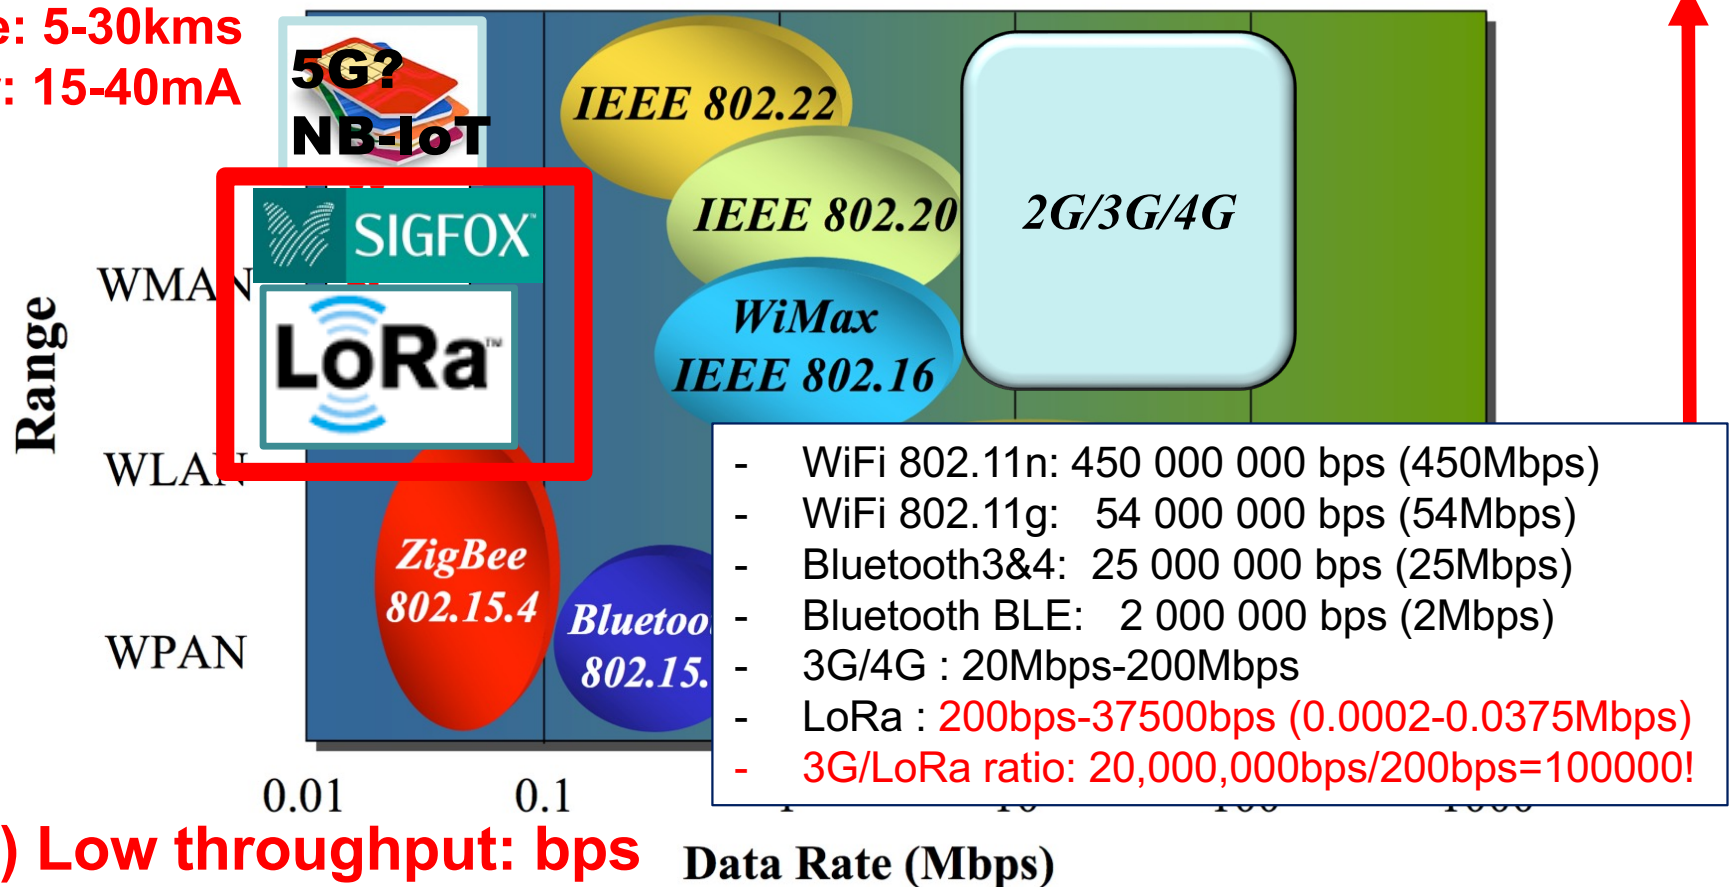 e: 5-30kms
: 15-40mA
5G?
NB-IoT
IEEE 802.22
SIGFOX
IEEE 802.20
2G/3G/4G
WMAN
LoRa™
WiMax
IEEE 802.16
Range
WLAN
ZigBee
802.15.4
Bluetoo
802.15.
WPAN
- WiFi 802.11n: 450 000 000 bps (450Mbps)
- WiFi 802.11g: 54 000 000 bps (54Mbps)
- Bluetooth3&4: 25 000 000 bps (25Mbps)
- Bluetooth BLE: 2 000 000 bps (2Mbps)
- 3G/4G : 20Mbps-200Mbps
- LoRa : 200bps-37500bps (0.0002-0.0375Mbps)
- 3G/LoRa ratio: 20,000,000bps/200bps=100000!
0.01 0.1
) Low throughput: bps
Data Rate (Mbps)